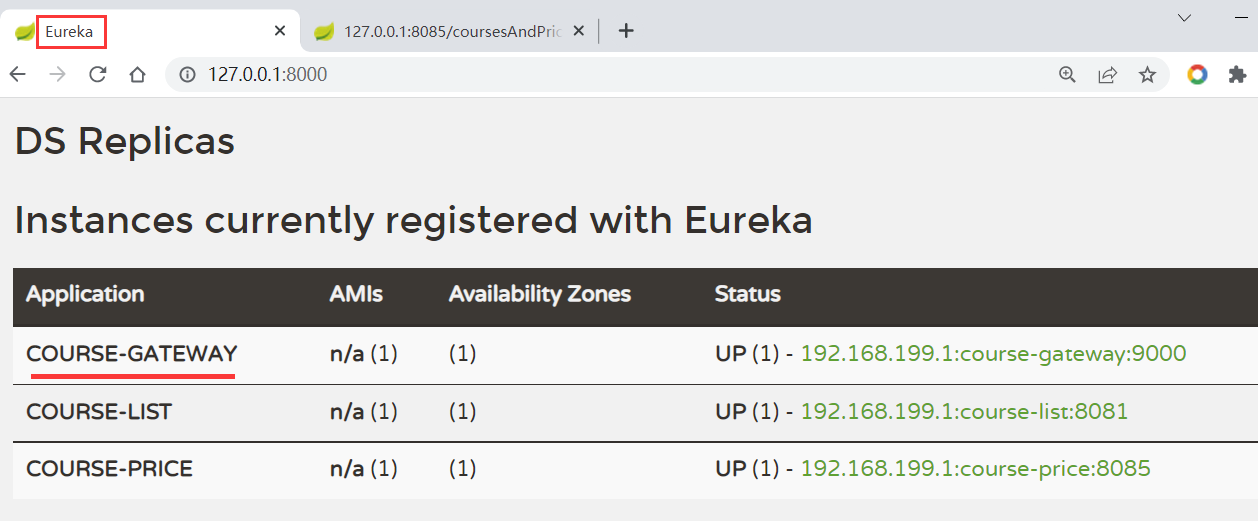 Eureka
127.0.0.1:8085/coursesAndPric
127.0.0.1:8000
DS Replicas
Instances currently registered with Eureka
Application AMIs Availability Zones Status
COURSE-GATEWAY n/a (1) (1) UP (1) - 192.168.199.1:course-gateway:9000
COURSE-LIST n/a (1) (1) UP (1) - 192.168.199.1:course-list:8081
COURSE-PRICE n/a (1) (1) UP (1) - 192.168.199.1:course-price:8085